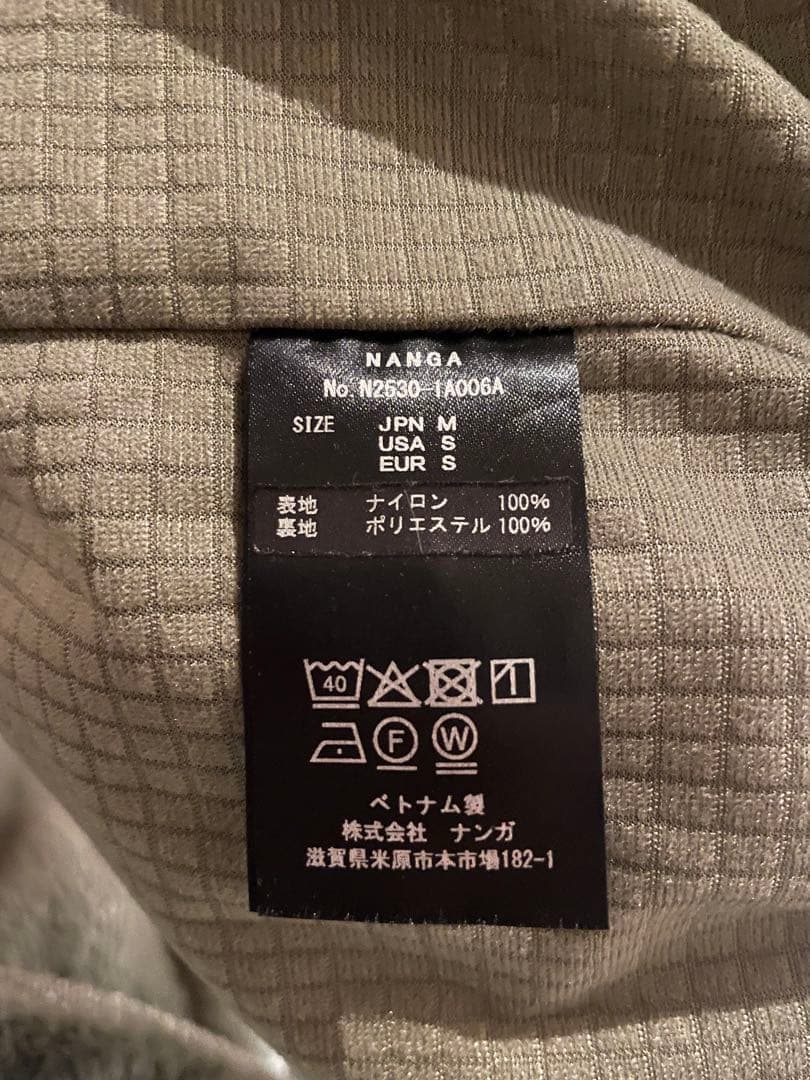 NANGA
No. N2630-1A006A
SIZE JPN M
USA S
EUR S
表地 ナイロン 100%
裏地 ポリエステル 100%
40
F W
ベトナム製
株式会社 ナンガ
滋賀県米原市本市場182-1